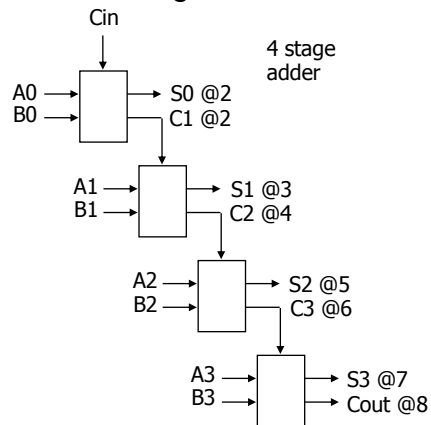 Cin
4 stage
adder
A0
S0 @2
B0
C1 @2
A1
S1 @3
B1
C2 @4
A2
S2 @5
B2
C3 @6
A3
S3 @7
B3
Cout @8